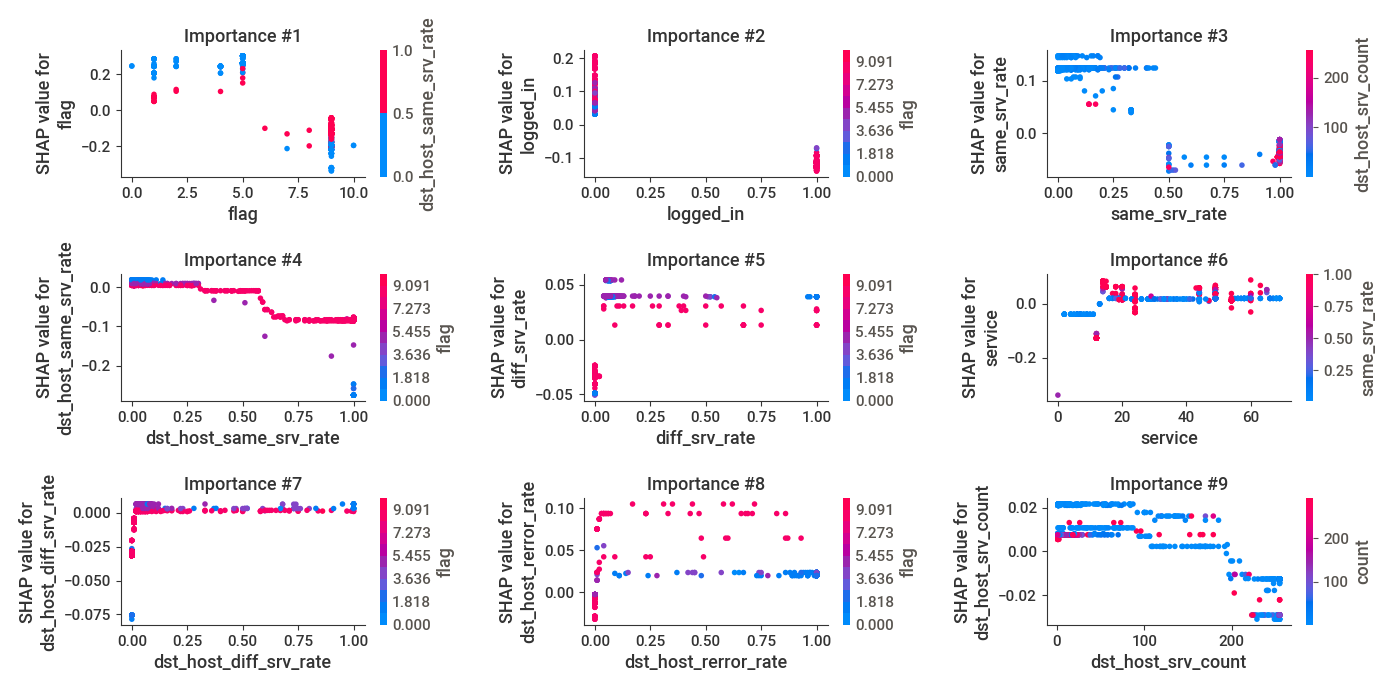 Importance #1
SHAP value for
flag
0.2
0.0
−0.2
0.0
2.5
5.0
7.5
10.0
flag
1.0
0.5
0.0
dst_host_same_srv_rate
Importance #2
SHAP value for
logged_in
0.2
0.1
0.0
−0.1
0.00
0.25
0.50
0.75
1.00
logged_in
9.091
7.273
5.455
3.636
1.818
0.000
flag
Importance #3
SHAP value for
same_srv_rate
0.1
0.0
0.00
0.25
0.50
0.75
1.00
same_srv_rate
200
100
dst_host_srv_count
Importance #4
SHAP value for
dst_host_same_srv_rate
0.0
−0.1
−0.2
0.00
0.25
0.50
0.75
1.00
dst_host_same_srv_rate
9.091
7.273
5.455
3.636
1.818
0.000
flag
Importance #5
SHAP value for
diff_srv_rate
0.05
0.00
−0.05
0.00
0.25
0.50
0.75
1.00
diff_srv_rate
9.091
7.273
5.455
3.636
1.818
0.000
flag
Importance #6
SHAP value for
service
0.0
−0.2
0
20
40
60
service
1.00
0.75
0.50
0.25
same_srv_rate
Importance #7
SHAP value for
dst_host_diff_srv_rate
0.000
−0.025
−0.050
−0.075
0.00
0.25
0.50
0.75
1.00
dst_host_diff_srv_rate
9.091
7.273
5.455
3.636
1.818
0.000
flag
Importance #8
SHAP value for
dst_host_rerror_rate
0.10
0.05
0.00
0.00
0.25
0.50
0.75
1.00
dst_host_rerror_rate
9.091
7.273
5.455
3.636
1.818
0.000
flag
Importance #9
SHAP value for
dst_host_srv_count
0.02
0.00
−0.02
0
100
200
dst_host_srv_count
200
100
count